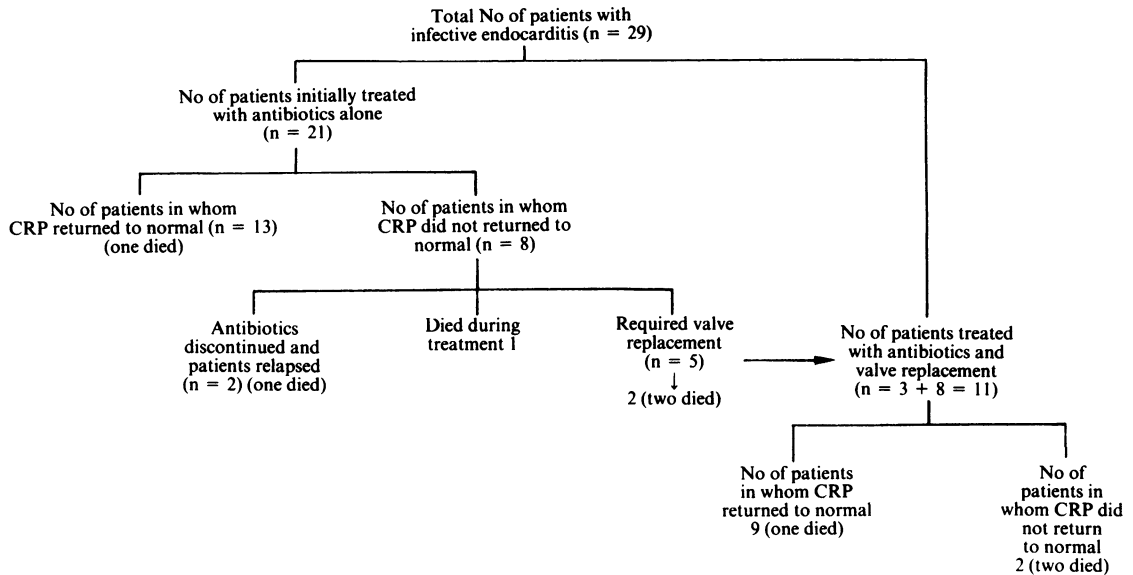 Total No of patients with
infective endocarditis (n = 29)
No of patients initially treated
with antibiotics alone
(n = 21)
No of patients in whom
CRP returned to normal (n = 13)
(one died)
No of patients in whom
CRP did not returned to
normal (n = 8)
Antibiotics
discontinued and
patients relapsed
(n = 2) (one died)
Died during
treatment 1
Required valve
replacement
(n = 5)
↓
2 (two died)
No of patients treated
with antibiotics and
valve replacement
(n = 3 + 8 = 11)
No of patients
in whom CRP
returned to normal
9 (one died)
No of
patients in
whom CRP did
not return
to normal
2 (two died)